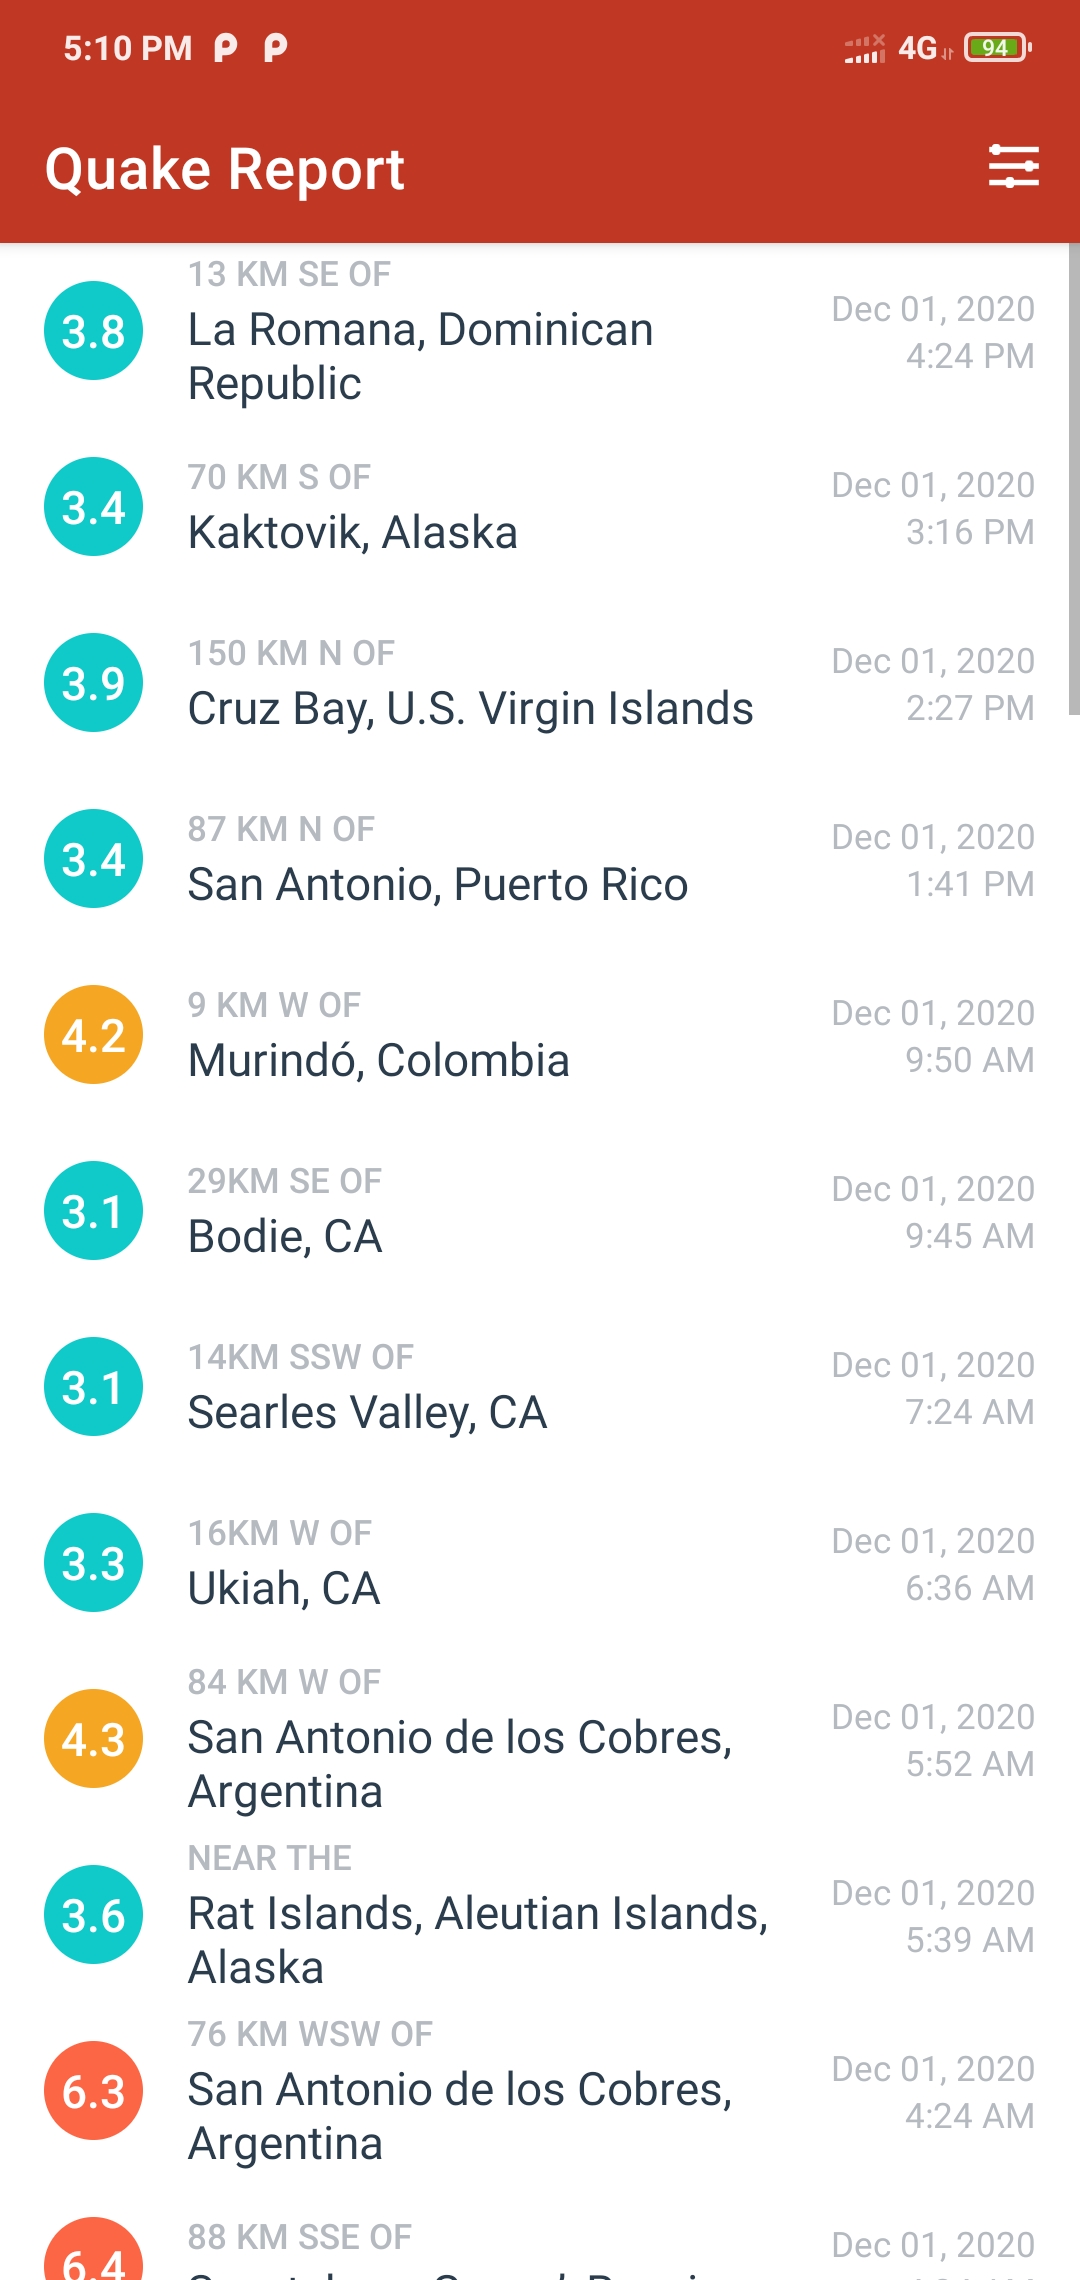 5:10 PM
4G 94
Quake Report
13 KM SE OF
3.8
La Romana, Dominican
Republic
Dec 01, 2020
4:24 PM
70 KM S OF
3.4
Kaktovik, Alaska
Dec 01, 2020
3:16 PM
150 KM N OF
3.9
Cruz Bay, U.S. Virgin Islands
Dec 01, 2020
2:27 PM
87 KM N OF
3.4
San Antonio, Puerto Rico
Dec 01, 2020
1:41 PM
9 KM W OF
4.2
Murindó, Colombia
Dec 01, 2020
9:50 AM
29KM SE OF
3.1
Bodie, CA
Dec 01, 2020
9:45 AM
14KM SSW OF
3.1
Searles Valley, CA
Dec 01, 2020
7:24 AM
16KM W OF
3.3
Ukiah, CA
Dec 01, 2020
6:36 AM
84 KM W OF
4.3
San Antonio de los Cobres,
Argentina
Dec 01, 2020
5:52 AM
NEAR THE
3.6
Rat Islands, Aleutian Islands,
Alaska
Dec 01, 2020
5:39 AM
76 KM WSW OF
6.3
San Antonio de los Cobres,
Argentina
Dec 01, 2020
4:24 AM
88 KM SSE OF
6.4
Dec 01, 2020